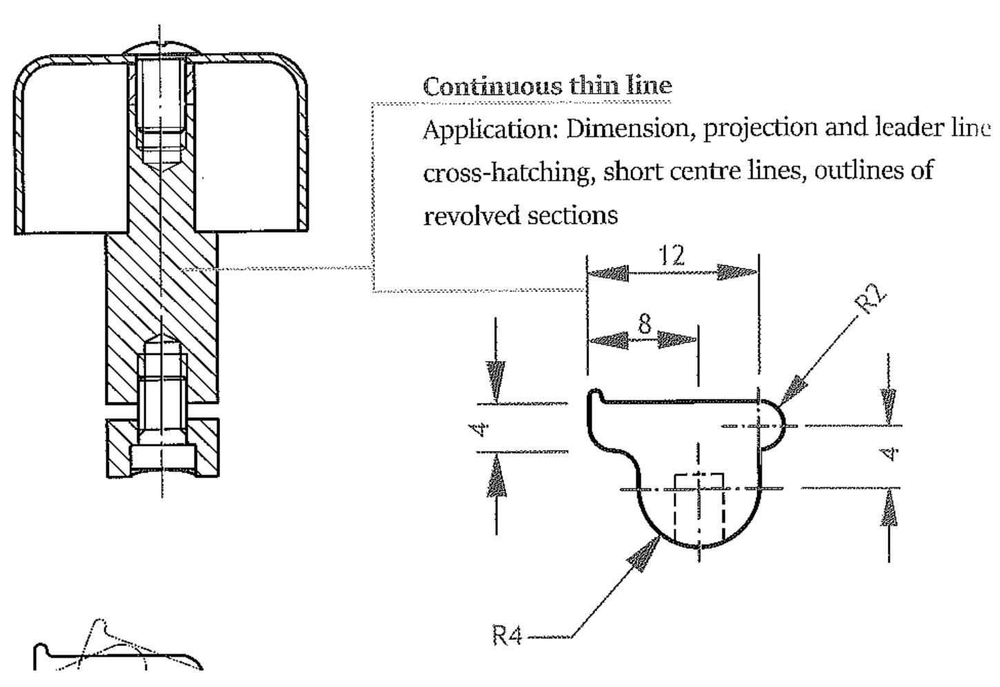 Continuous thin line
Application: Dimension, projection and leader line
cross-hatching, short centre lines, outlines of
revolved sections
12
8
R2
4
4
R4